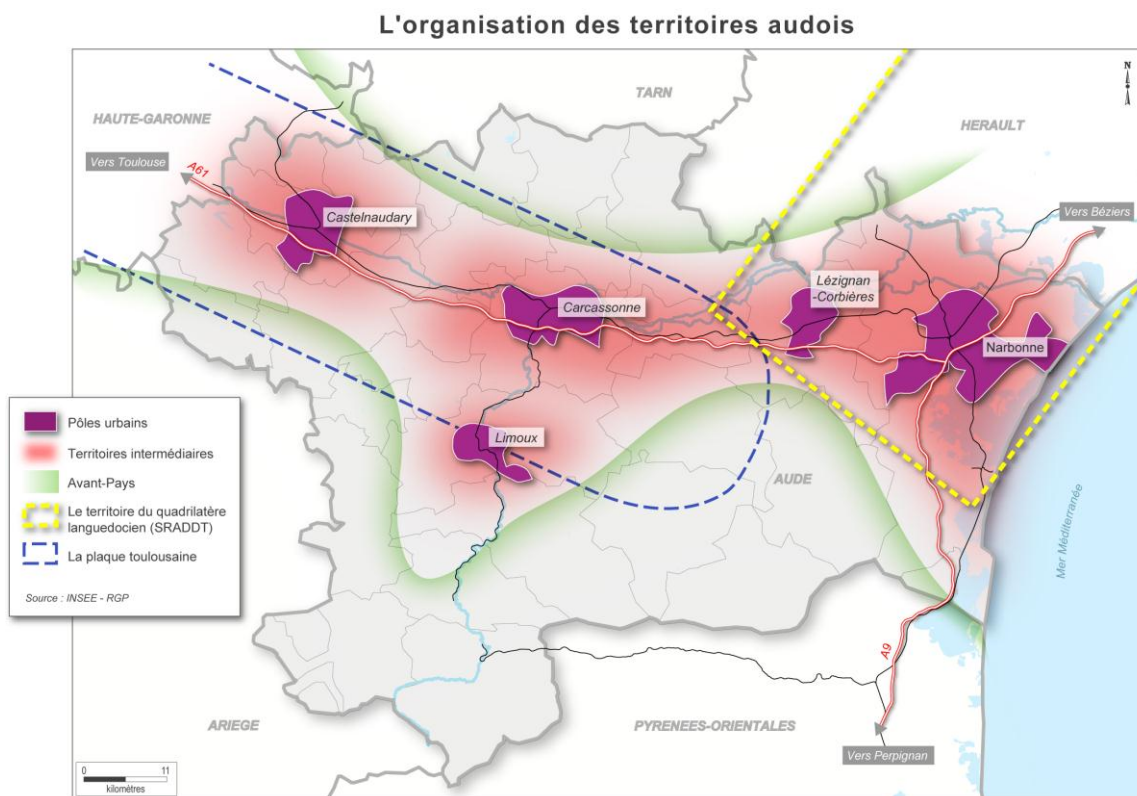 L'organisation des territoires audois
N
TARN
HAUTE-GARONNE
HERAULT
Vers Toulouse
A61
Castelnaudary
Vers Béziers
Lézignan
-Corbières
Carcassonne
Narbonne
Limoux
AUDE
Mer Méditerranée
Pôles urbains
Territoires intermédiaires
Avant-Pays
Le territoire du quadrilatère
languedocien (SRADDT)
La plaque toulousaine
Source : INSEE - RGP
A9
ARIEGE
PYRENEES-ORIENTALES
Vers Perpignan
0 11
kilomètres